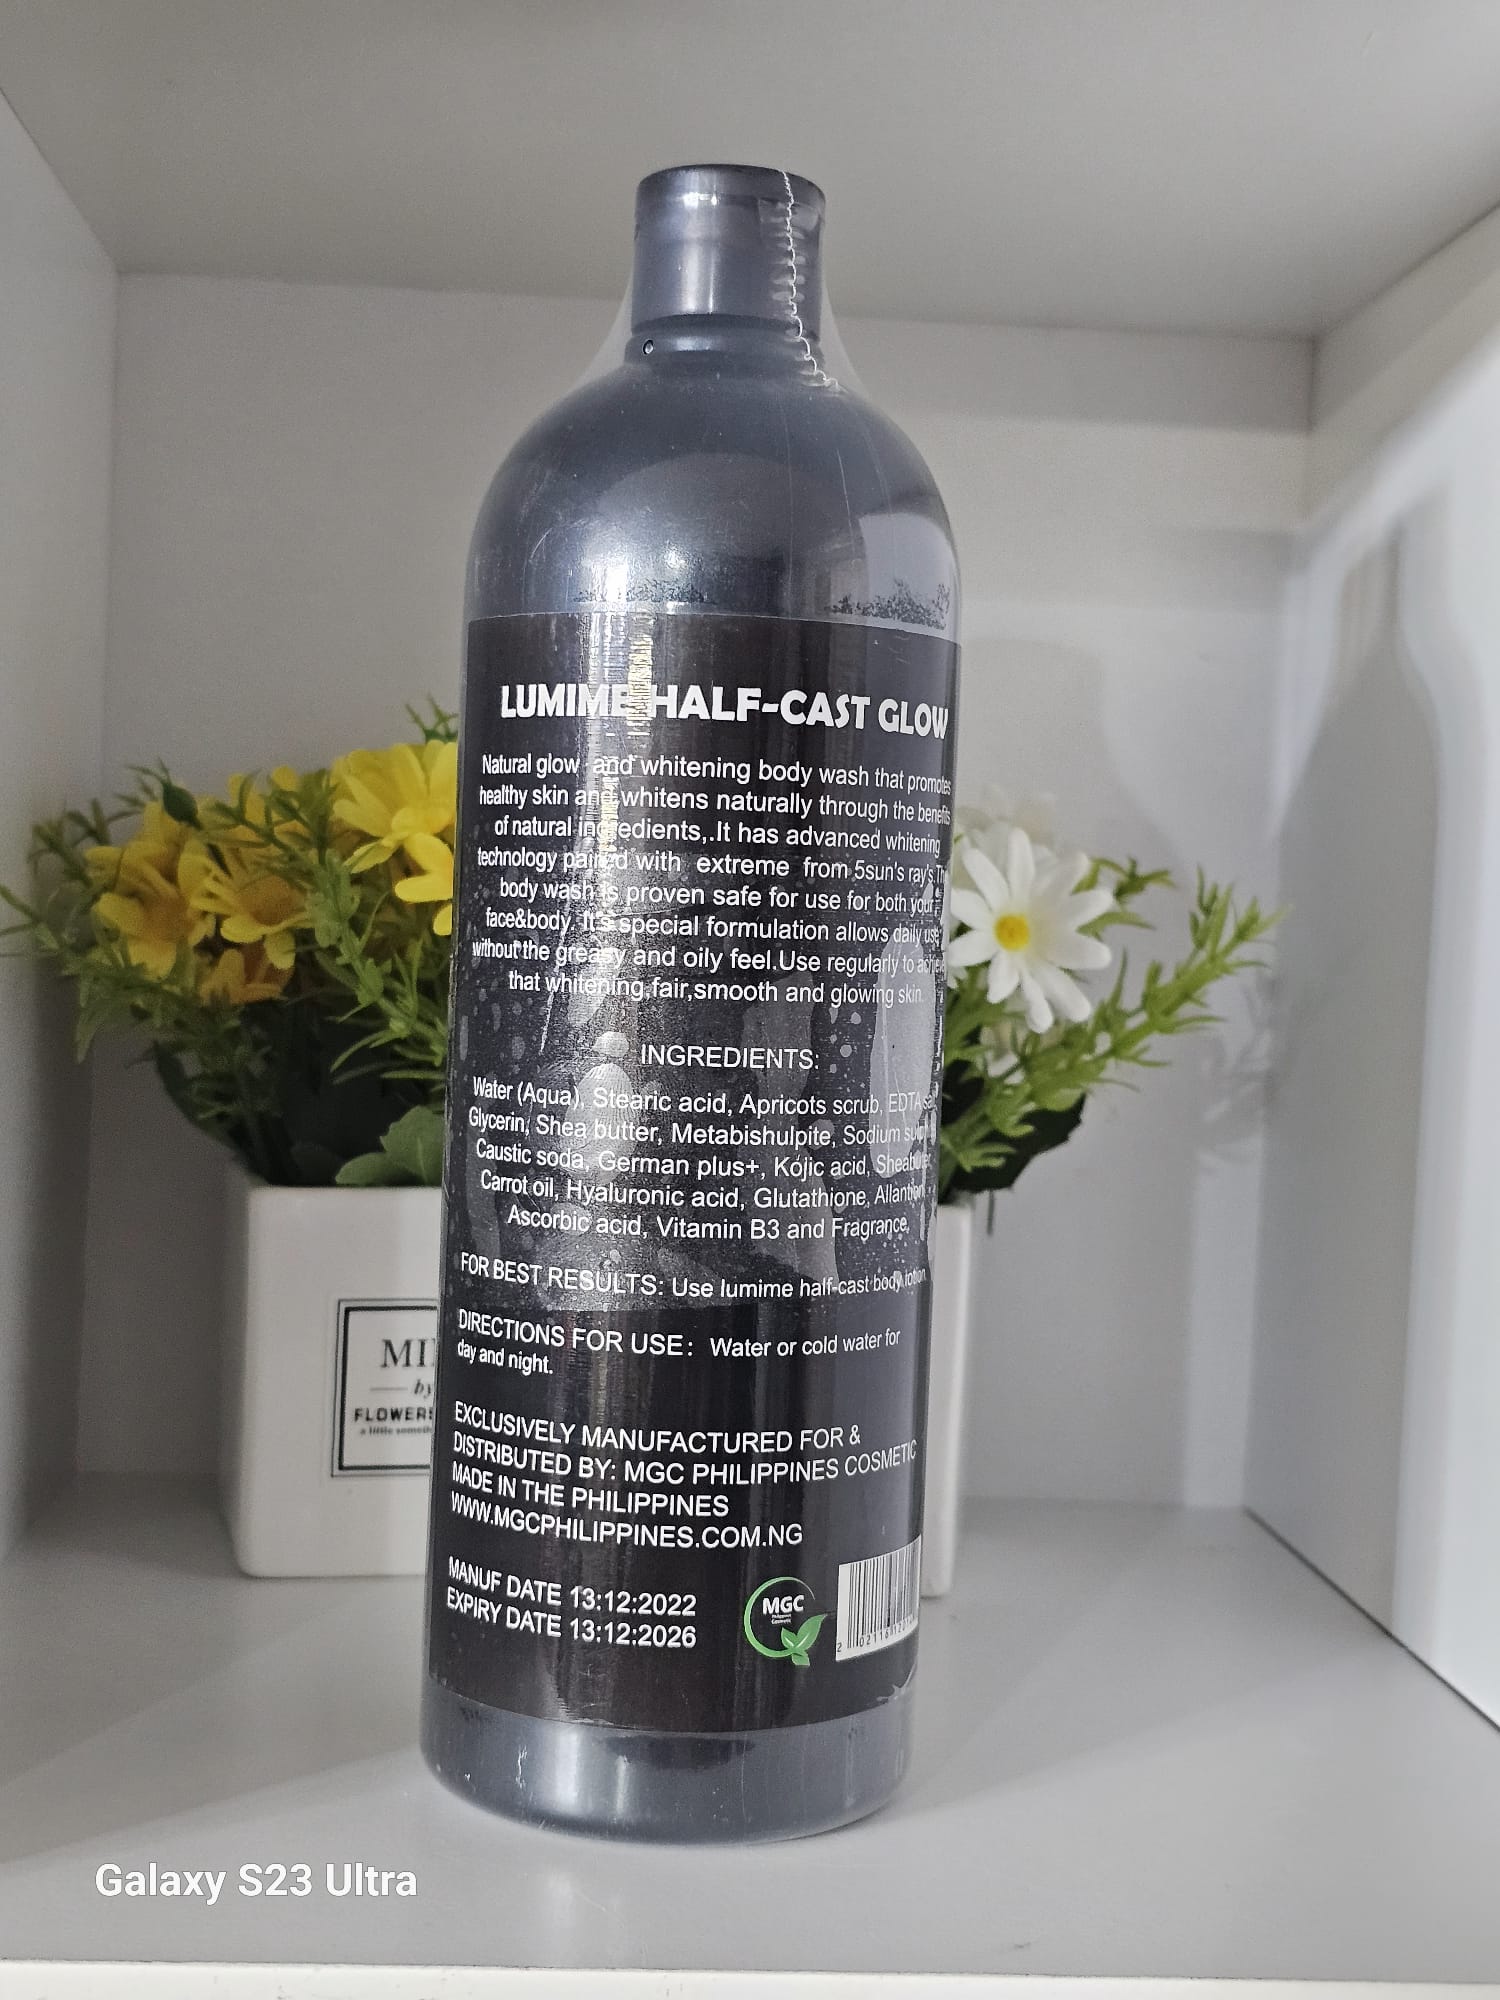 LUMIME HALF-CAST GLOW
Natural glow and whitening body wash that promotes
healthy skin and whitens naturally through the benefits
of natural ingredients,.It has advanced whitening
technology paired with extreme from 5sun's ray's.
body wash is proven safe for use for both your
face&body. It's special formulation allows daily use
without the greasy and oily feel.Use regularly to
that whitening,fair,smooth and glowing skin.
INGREDIENTS:
Water (Aqua), Stearic acid, Apricots scrub, EDTA
Glycerin, Shea butter, Metabishulpite, Sodium
Caustic soda, German plus+, Kojic acid,
Carrot oil, Hyaluronic acid, Glutathione,
Ascorbic acid, Vitamin B3 and Fragrance,
FOR BEST RESULTS: Use lumime half-cast body lotion
DIRECTIONS FOR USE: Water or cold water for
day and night.
EXCLUSIVELY MANUFACTURED FOR &
DISTRIBUTED BY: MGC PHILIPPINES COSMETIC
MADE IN THE PHILIPPINES
WWW.MGCPHILIPPINES.COM.NG
MANUF DATE 13:12:2022
EXPIRY DATE 13:12:2026
MGC
Philippines
Cosmetic
by
FLOWERS
Galaxy S23 Ultra